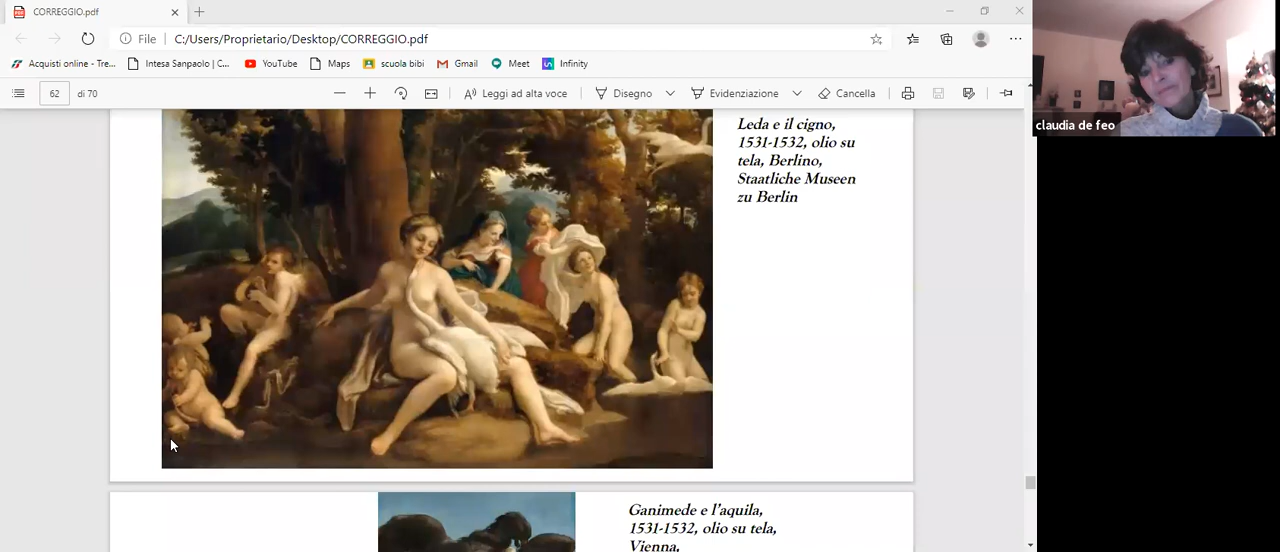 CORREGGIO.pdf
File C:/Users/Proprietario/Desktop/CORREGGIO.pdf
Acquisti online - Tre... Intesa Sanpaolo | C... YouTube Maps scuola bibi Gmail Meet Infinity
62 di 70 Leggi ad alta voce Disegno Evidenziazione Cancella
claudia de feo
Leda e il cigno,
1531-1532, olio su
tela, Berlino,
Staatliche Museen
zu Berlin
Ganimede e l'aquila,
1531-1532, olio su tela,
Vienna,